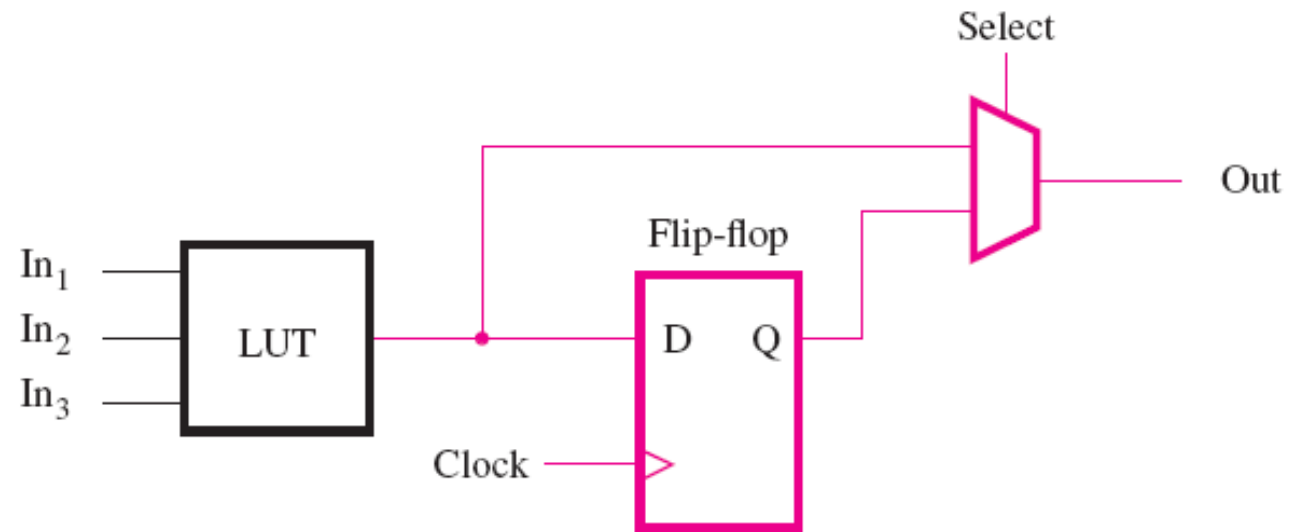 Select
Out
Flip-flop
In1
In2
In3
LUT
D Q
Clock